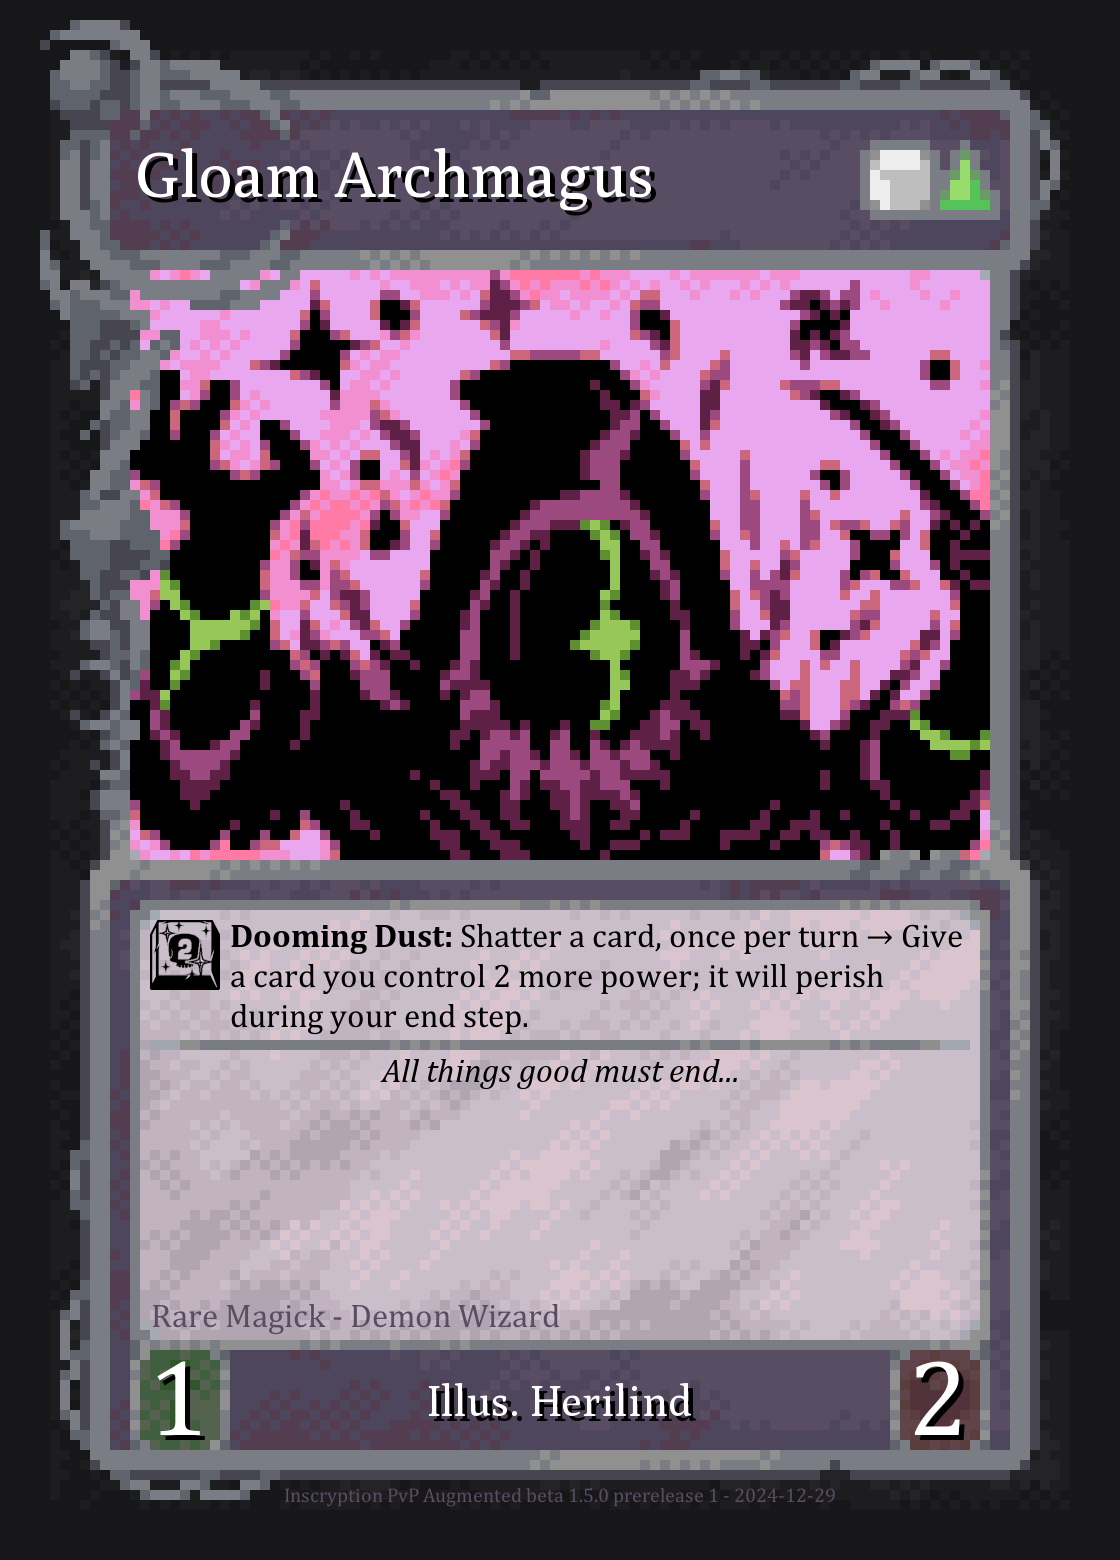 Gloam Archmagus
Dooming Dust: Shatter a card, once per turn → Give
a card you control 2 more power; it will perish
during your end step.
All things good must end...
Rare Magick - Demon Wizard
1
Illus. Herilind
2
Inscryption PvP Augmented beta 1.5.0 prerelease 1 - 2024-12-29